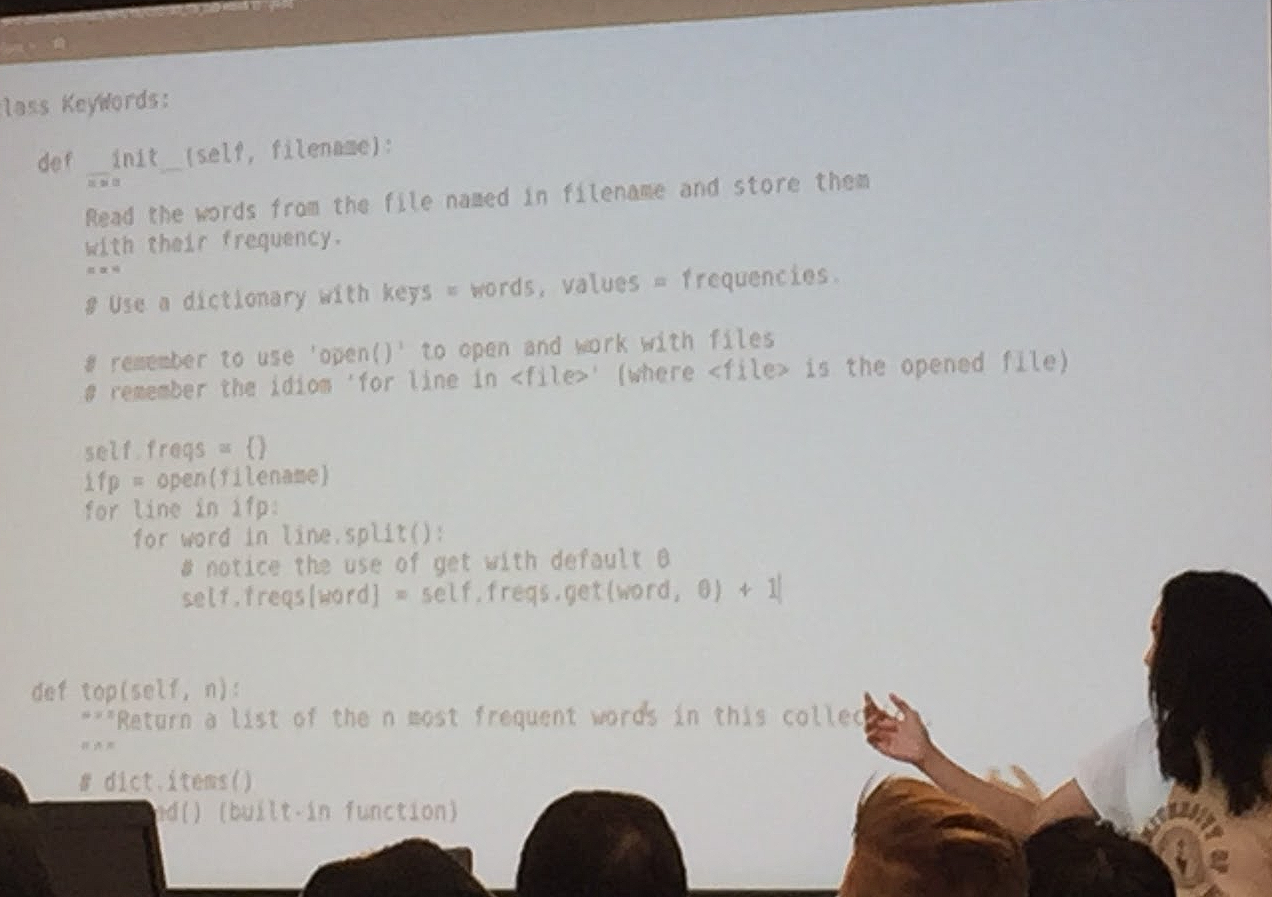 lass KeyWords:
def __init__(self, filename):
"""
Read the words from the file named in filename and store them
with their frequency.
"""
# Use a dictionary with keys = words, values = frequencies.
# remember to use 'open()' to open and work with files
# remember the idiom 'for line in <file>' (where <file> is the opened file)
self.freqs = {}
ifp = open(filename)
for line in ifp:
for word in line.split():
# notice the use of get with default 0
self.freqs[word] = self.freqs.get(word, 0) + 1
def top(self, n):
"""Return a list of the n most frequent words in this collec
"""
# dict.items()
ed() (built-in function)
UNIVERSITY OF